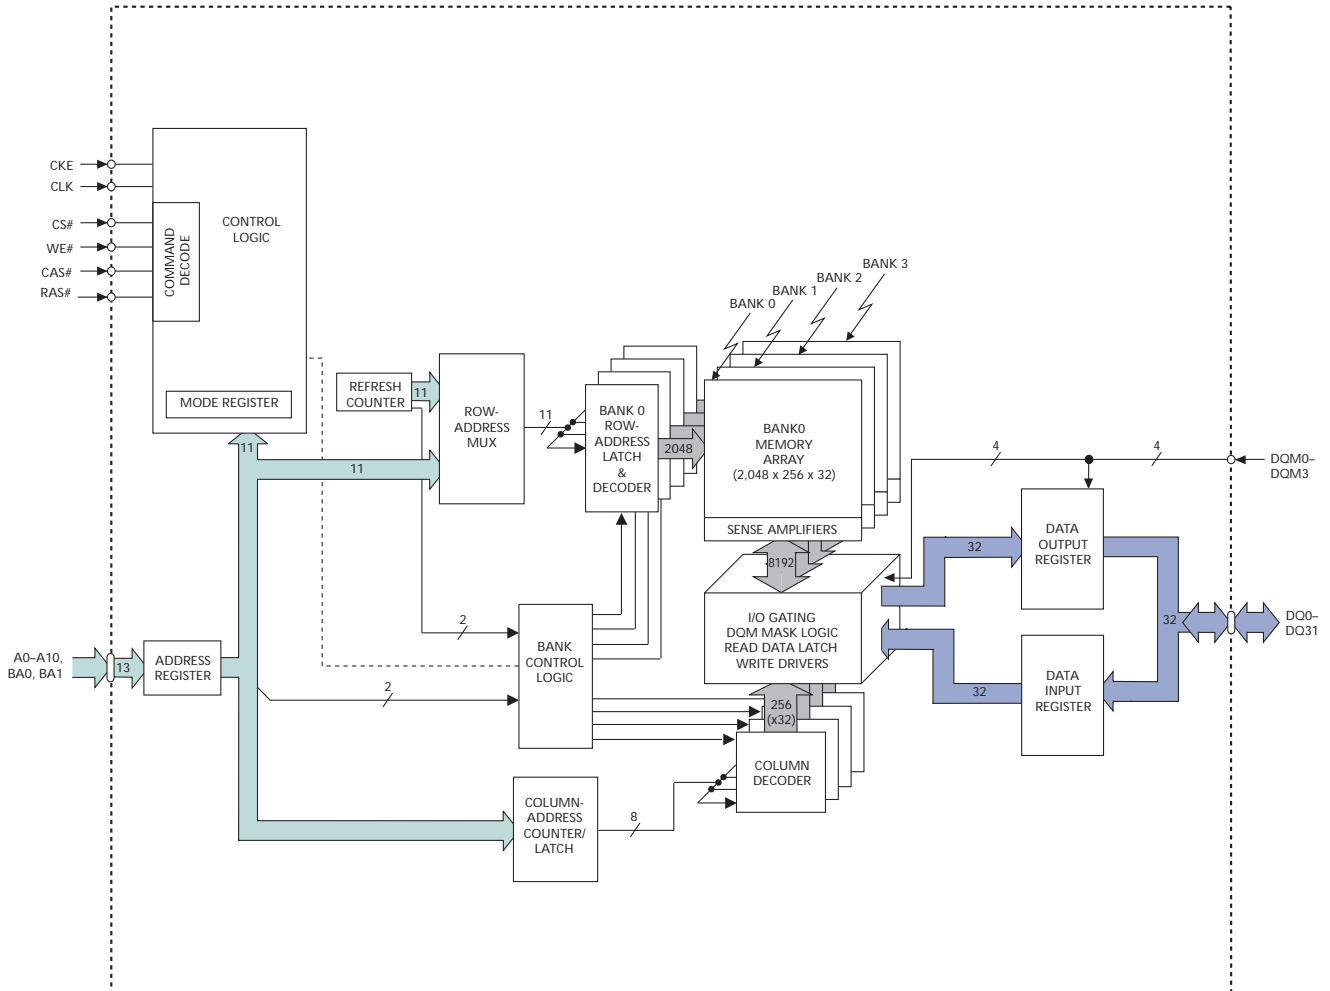 CKE
CLK
CS#
WE#
CAS#
RAS#
COMMAND
DECODE
CONTROL
LOGIC
MODE REGISTER
BANK 3
BANK 2
BANK 1
BANK 0
REFRESH
COUNTER
11
11
11
ROW-
ADDRESS
MUX
11
BANK 0
ROW-
ADDRESS
LATCH
&
DECODER
2048
BANK0
MEMORY
ARRAY
(2,048 x 256 x 32)
SENSE AMPLIFIERS
8192
4
4
DQM0–
DQM3
DATA
OUTPUT
REGISTER
32
I/O GATING
DQM MASK LOGIC
READ DATA LATCH
WRITE DRIVERS
32
DQ0–
DQ31
DATA
INPUT
REGISTER
32
A0–A10,
BA0, BA1
13
ADDRESS
REGISTER
2
2
BANK
CONTROL
LOGIC
256
(x32)
COLUMN
DECODER
COLUMN-
ADDRESS
COUNTER/
LATCH
8